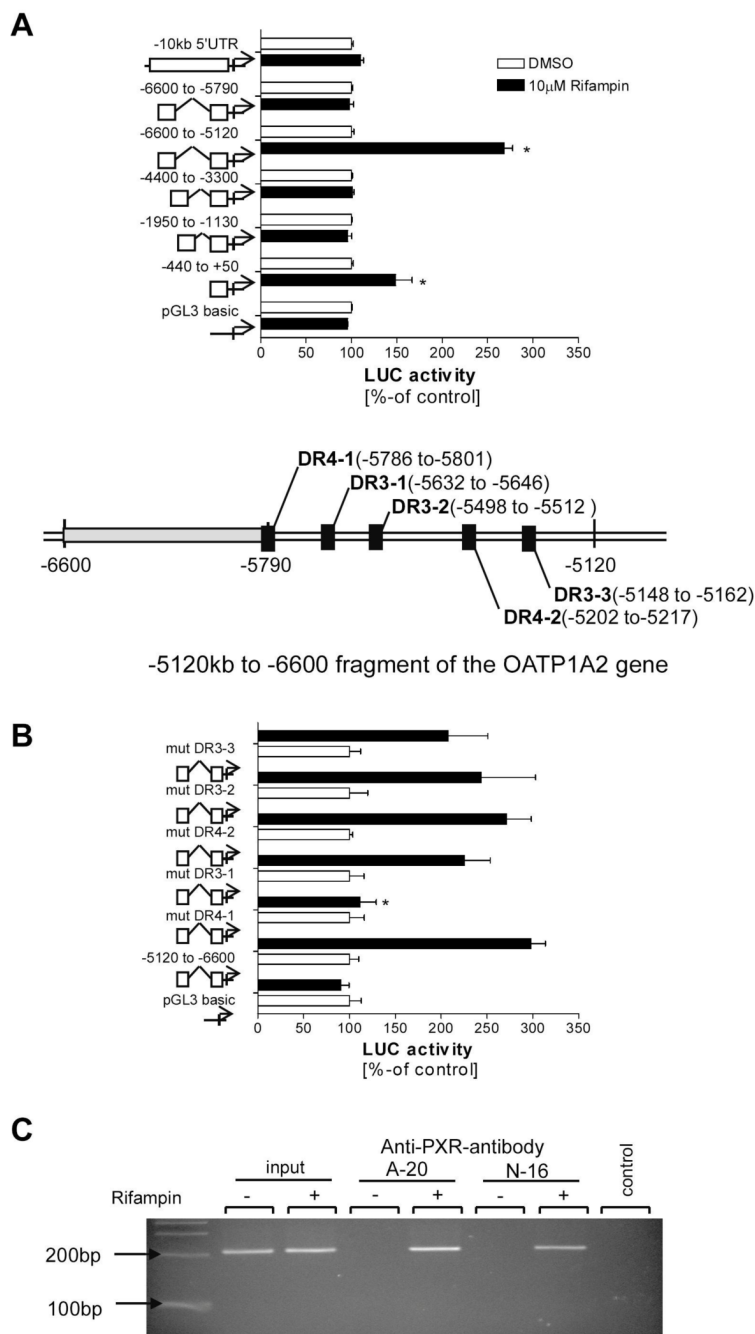 A
-10kb 5'UTR
-6600 to -5790
-6600 to -5120
*
-4400 to -3300
-1950 to -1130
-440 to +50
*
pGL3 basic
DMSO
10µM Rifampin
0 50 100 150 200 250 300 350
LUC activity
[%-of control]
DR4-1(-5786 to-5801)
DR3-1(-5632 to -5646)
DR3-2(-5498 to -5512 )
-6600 -5790 -5120
DR3-3(-5148 to -5162)
DR4-2(-5202 to-5217)
-5120kb to -6600 fragment of the OATP1A2 gene
B
mut DR3-3
mut DR3-2
mut DR4-2
mut DR3-1
*
mut DR4-1
-5120 to -6600
pGL3 basic
0 50 100 150 200 250 300 350
LUC activity
[%-of control]
C
Anti-PXR-antibody
input A-20 N-16 control
Rifampin - + - + - +
200bp
100bp